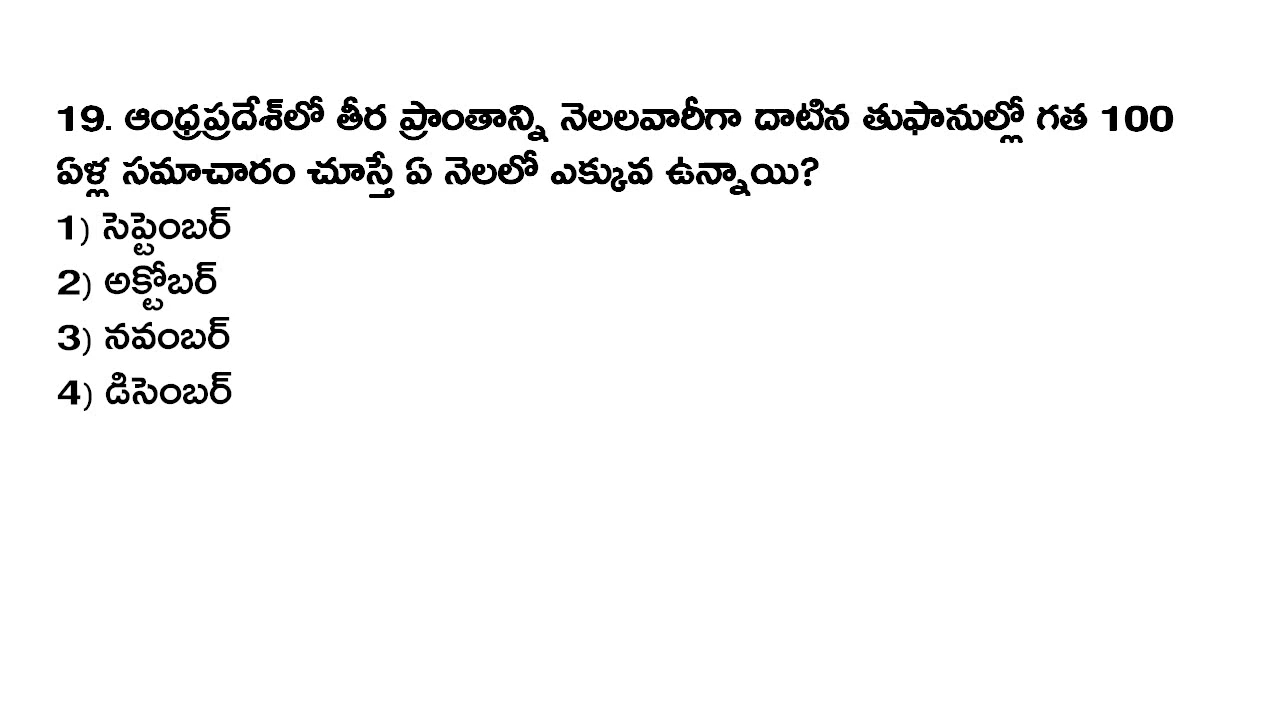 19. ఆంధ్రప్రదేశ్‌లో తీర ప్రాంతాన్ని నెలలవారీగా దాటిన తుఫానుల్లో గత 100
ఏళ్ల సమాచారం చూస్తే ఏ నెలలో ఎక్కువ ఉన్నాయి?
1) సెప్టెంబర్
2) అక్టోబర్
3) నవంబర్
4) డిసెంబర్